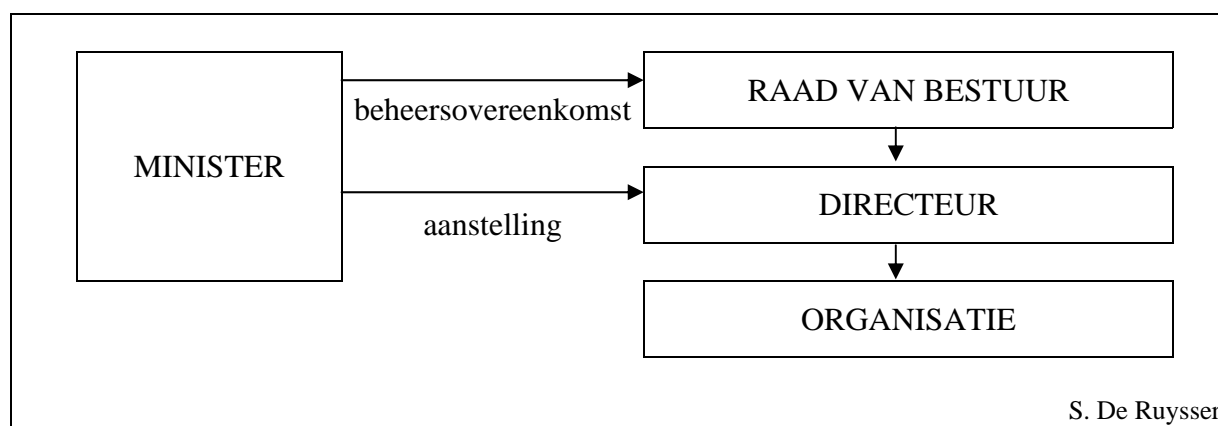 MINISTER
beheersovereenkomst
aanstelling
RAAD VAN BESTUUR
DIRECTEUR
ORGANISATIE
S. De Ruysser